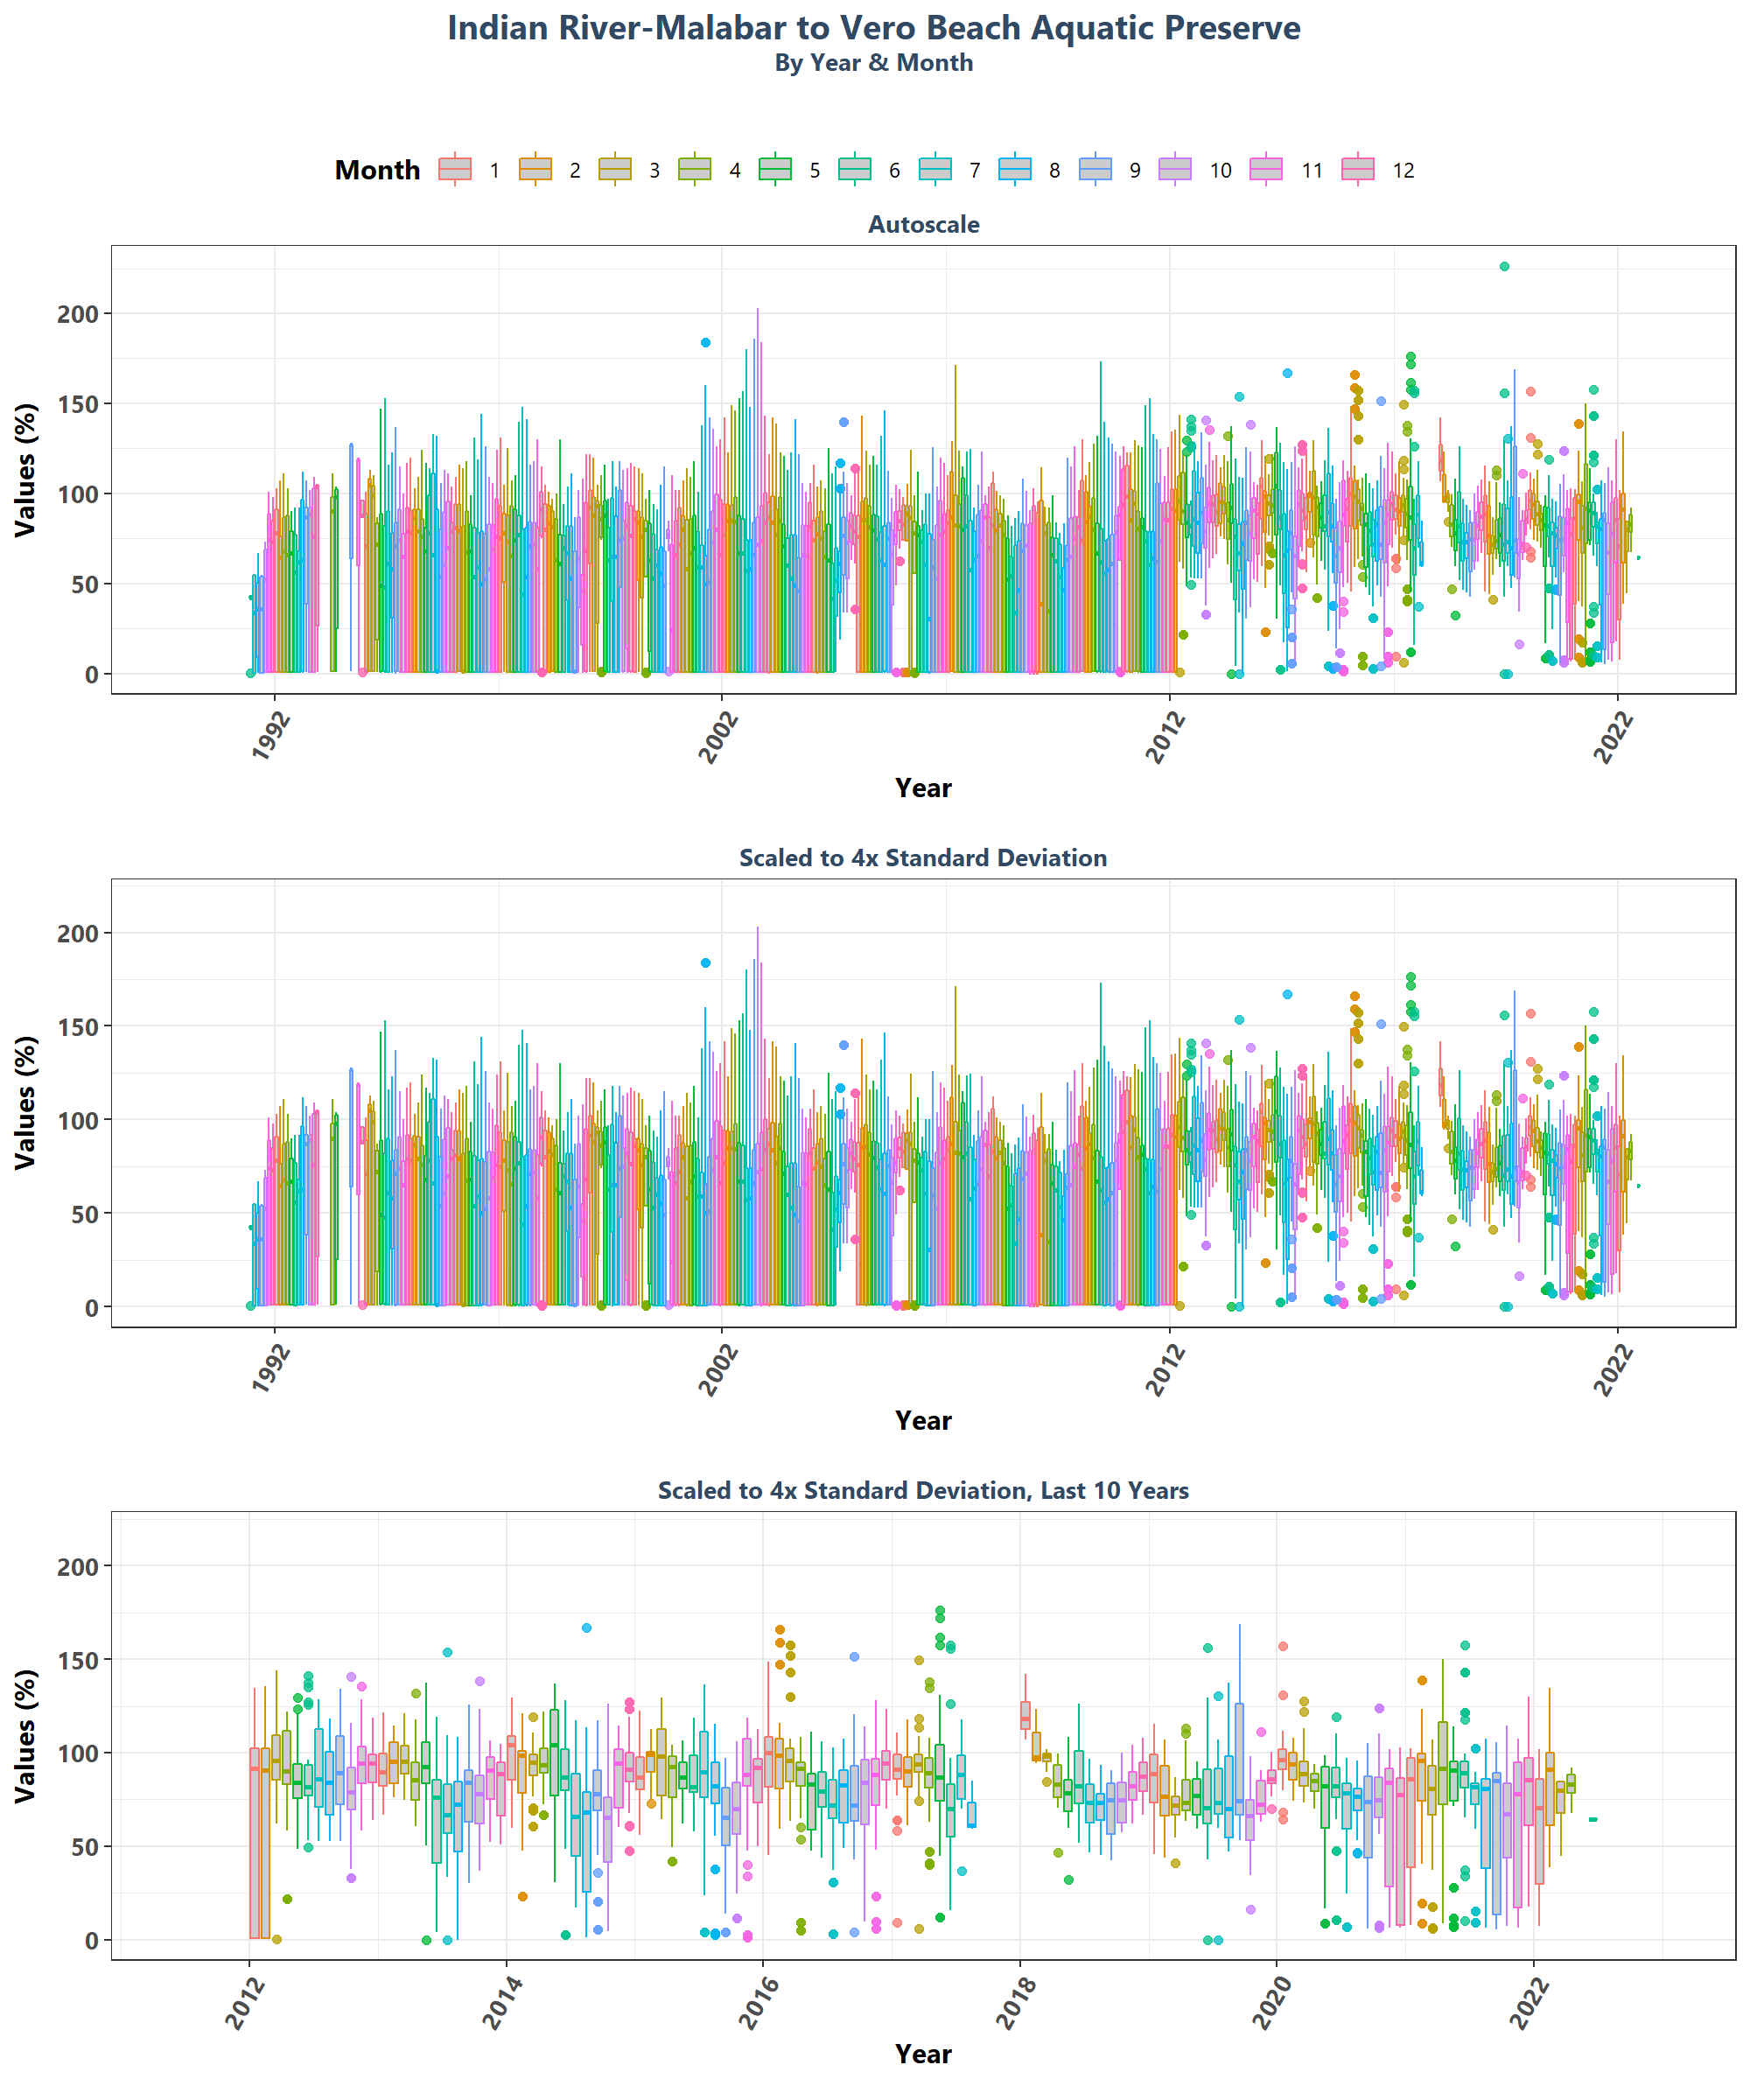 Indian River-Malabar to Vero Beach Aquatic Preserve
By Year & Month
Month 1 2 3 4 5 6 7 8 9 10 11 12
Autoscale
Values (%)
200
150
100
50
0
1992 2002 2012 2022
Year
Scaled to 4x Standard Deviation
Values (%)
200
150
100
50
0
1992 2002 2012 2022
Year
Scaled to 4x Standard Deviation, Last 10 Years
Values (%)
200
150
100
50
0
2012 2014 2016 2018 2020 2022
Year